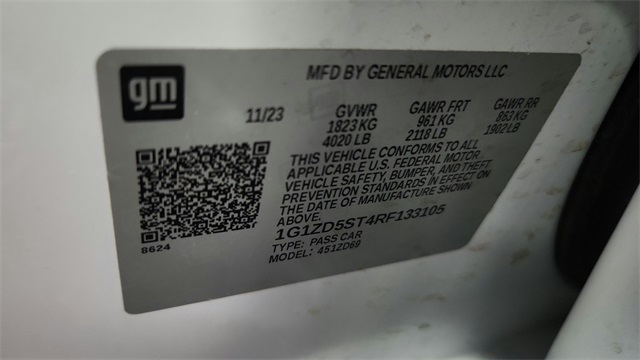 gm
MFD BY GENERAL MOTORS LLC
11/23 GVWR GAWR FRT GAWR RR
1823 KG 961 KG 863 KG
4020 LB 2118 LB 1902 LB
THIS VEHICLE CONFORMS TO ALL
APPLICABLE U.S. FEDERAL MOTOR
VEHICLE SAFETY, BUMPER, AND THEFT
PREVENTION STANDARDS IN EFFECT ON
THE DATE OF MANUFACTURE SHOWN
ABOVE.
1G1ZD5ST4RF133105
TYPE: PASS CAR
MODEL: 4512D69
8624